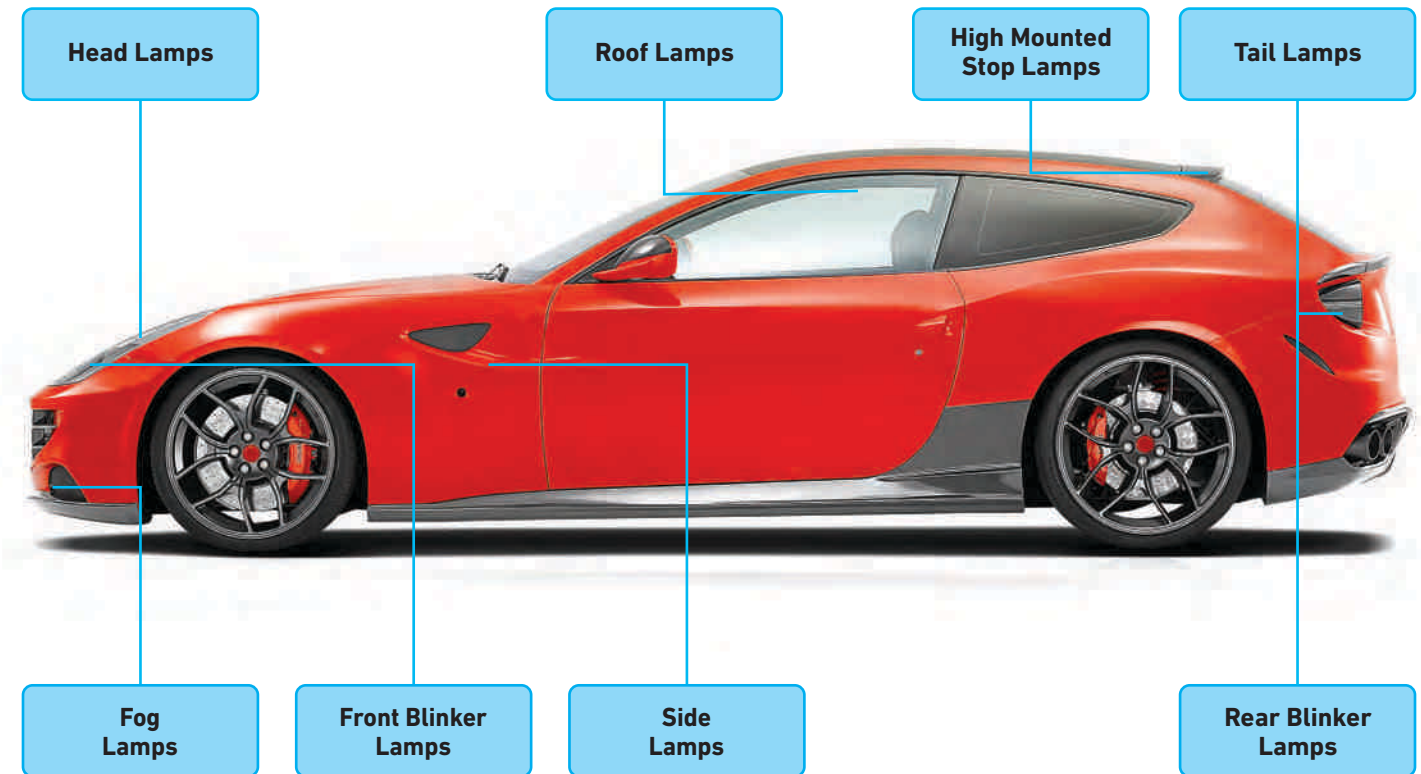 Head Lamps
Roof Lamps
High Mounted
Stop Lamps
Tail Lamps
Fog
Lamps
Front Blinker
Lamps
Side
Lamps
Rear Blinker
Lamps